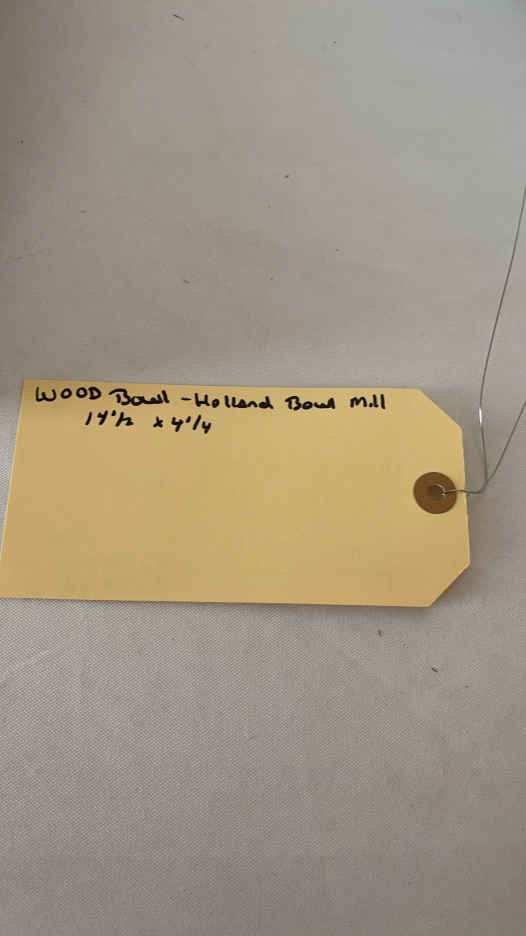 WOOD Bowl - Holland Bowl Mill
14 1/2 x 4 1/4